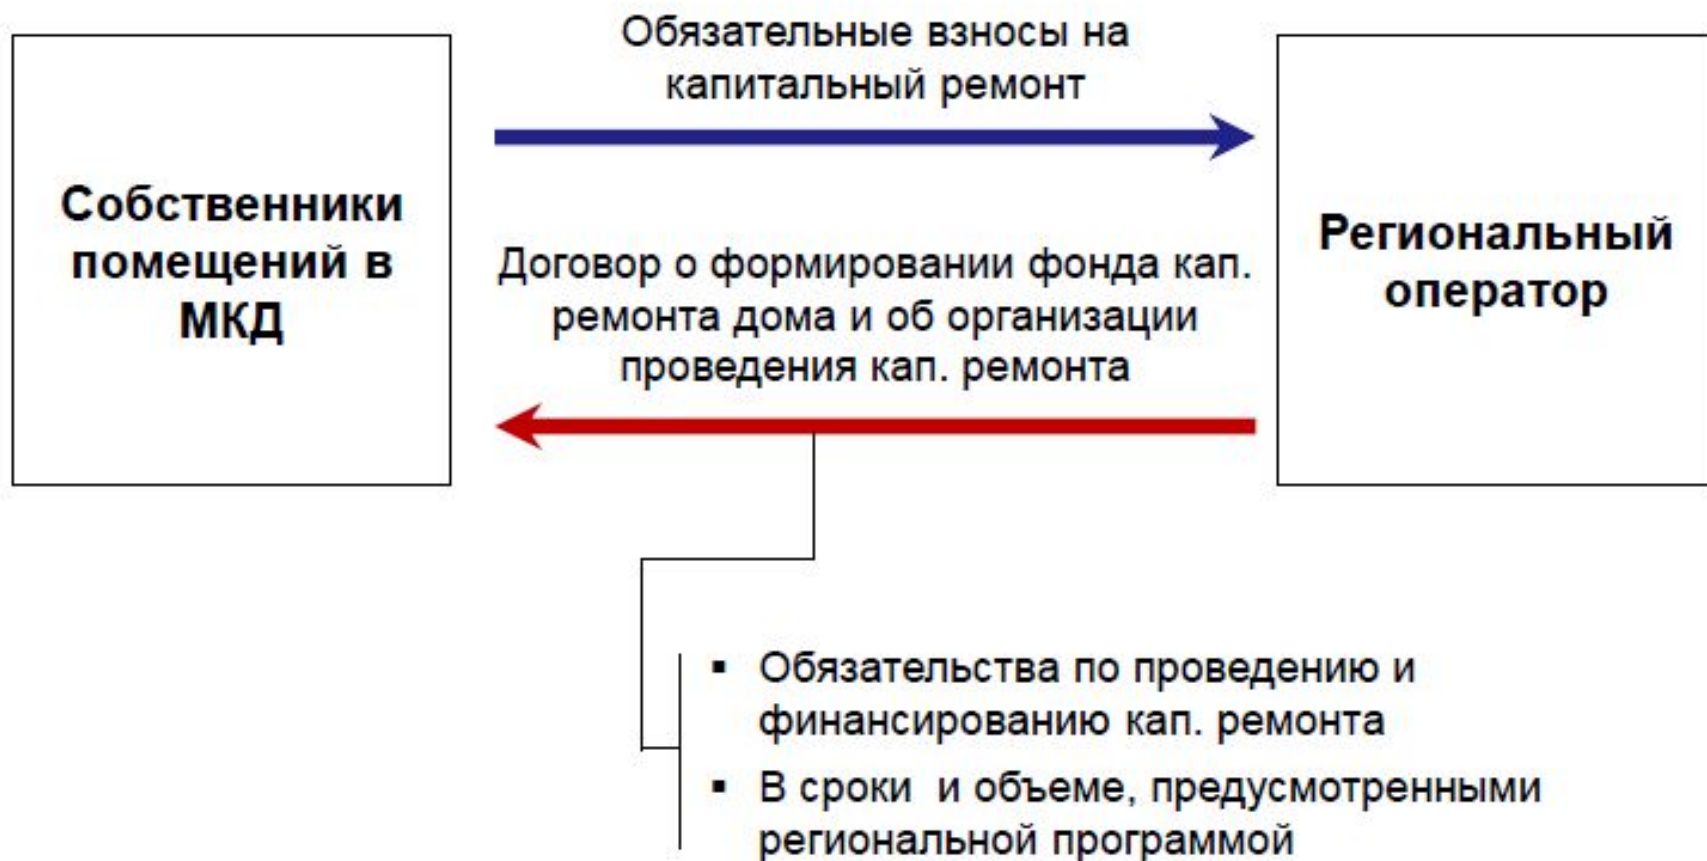 Обязательные взносы на
капитальный ремонт
Собственники
помещений в
МКД
Договор о формировании фонда кап.
ремонта дома и об организации
проведения кап. ремонта
Региональный
оператор
▪ Обязательства по проведению и
финансированию кап. ремонта
▪ В сроки и объеме, предусмотренными
региональной программой